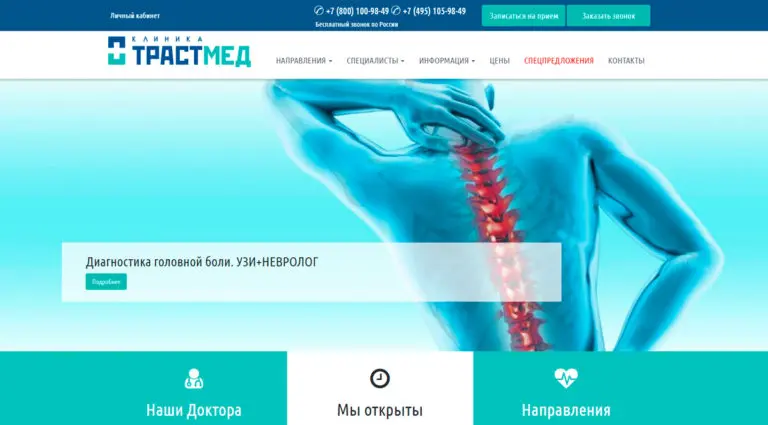 Личный кабинет
+7 (800) 100-98-49 +7 (495) 105-98-49
Бесплатный звонок по России
Записаться на прием
Заказать звонок
КЛИНИКА
ТРАСТМЕД
НАПРАВЛЕНИЯ СПЕЦИАЛИСТЫ ИНФОРМАЦИЯ ЦЕНЫ СПЕЦПРЕДЛОЖЕНИЯ КОНТАКТЫ
Диагностика головной боли. УЗИ+НЕВРОЛОГ
Подробнее
Наши Доктора
Мы открыты
Направления